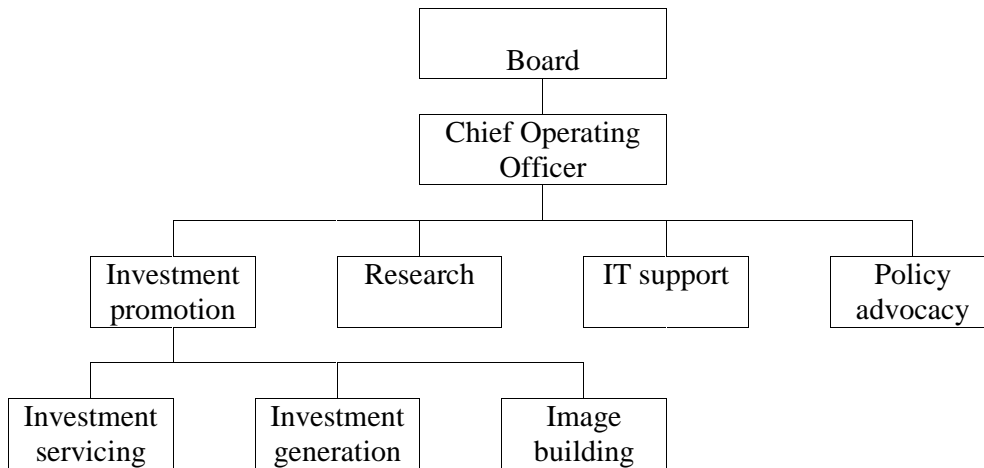 Board
Chief Operating
Officer
Investment
promotion
Research
IT support
Policy
advocacy
Investment
servicing
Investment
generation
Image
building